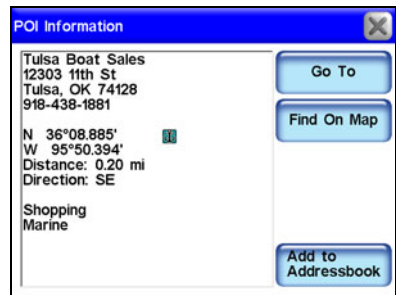 POI Information
Tulsa Boat Sales
12303 11th St
Tulsa, OK 74128
918-438-1881
N 36°08.885'
W 95°50.394'
Distance: 0.20 mi
Direction: SE
Shopping
Marine
Go To
Find On Map
Add to
Addressbook